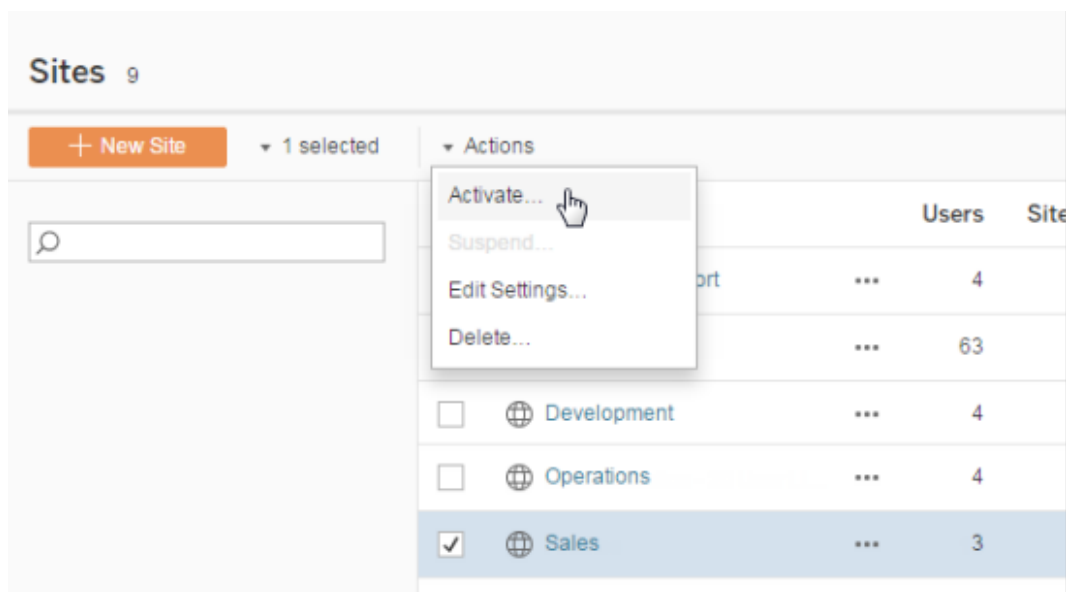 Sites 9
+ New Site 1 selected Actions
Activate...
Users Site
Suspend...
ort ... 4
Edit Settings...
Delete...
... 63
Development ... 4
Operations ... 4
Sales ... 3